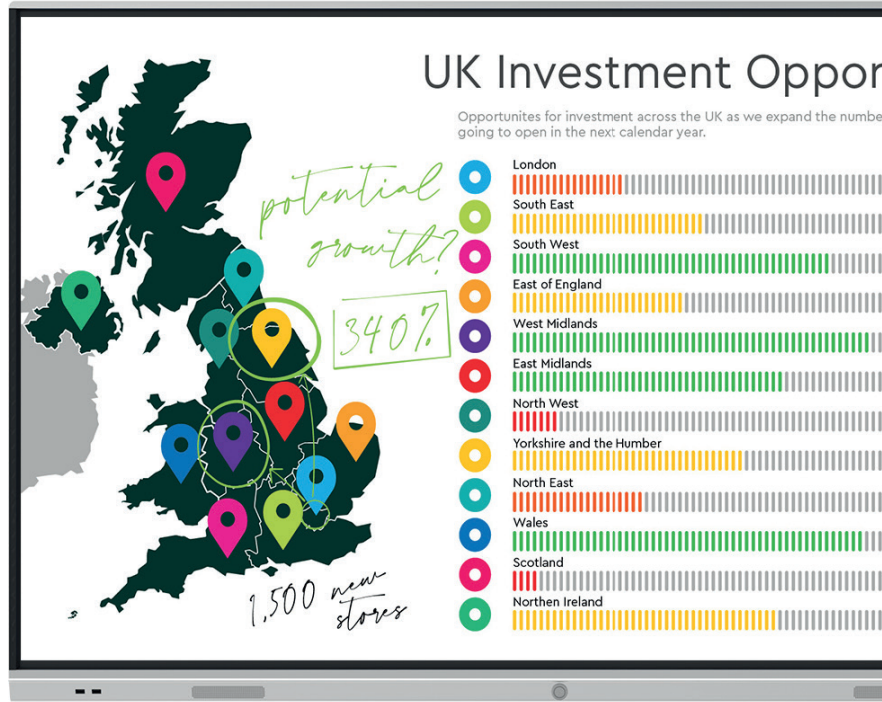 UK Investment Oppor
Opportunites for investment across the UK as we expand the numbe
going to open in the next calendar year.
potential
growth?
340%
London
South East
South West
East of England
West Midlands
East Midlands
North West
Yorkshire and the Humber
North East
Wales
Scotland
Northen Ireland
1,500 new
stores